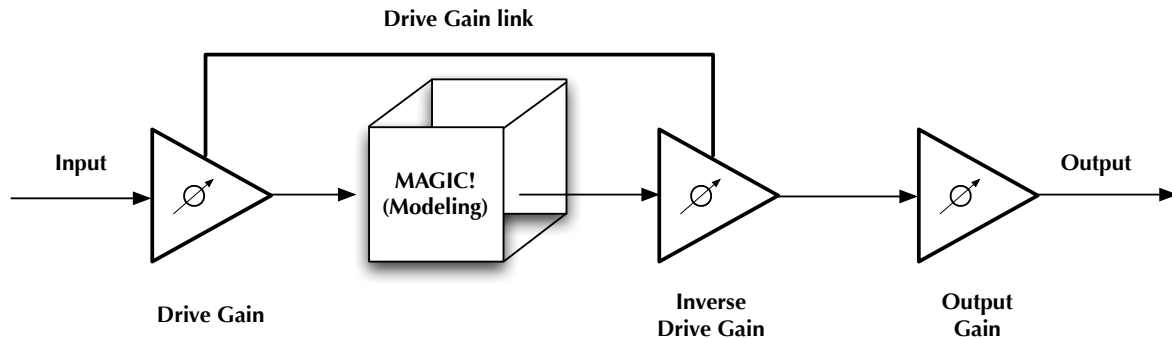 Drive Gain link
Input
MAGIC!
(Modeling)
Output
Drive Gain
Inverse
Drive Gain
Output
Gain